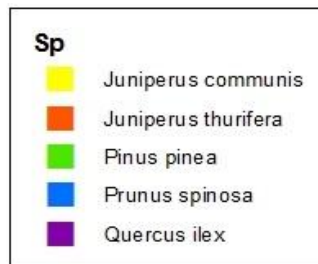 Sp
Juniperus communis
Juniperus thurifera
Pinus pinea
Prunus spinosa
Quercus ilex